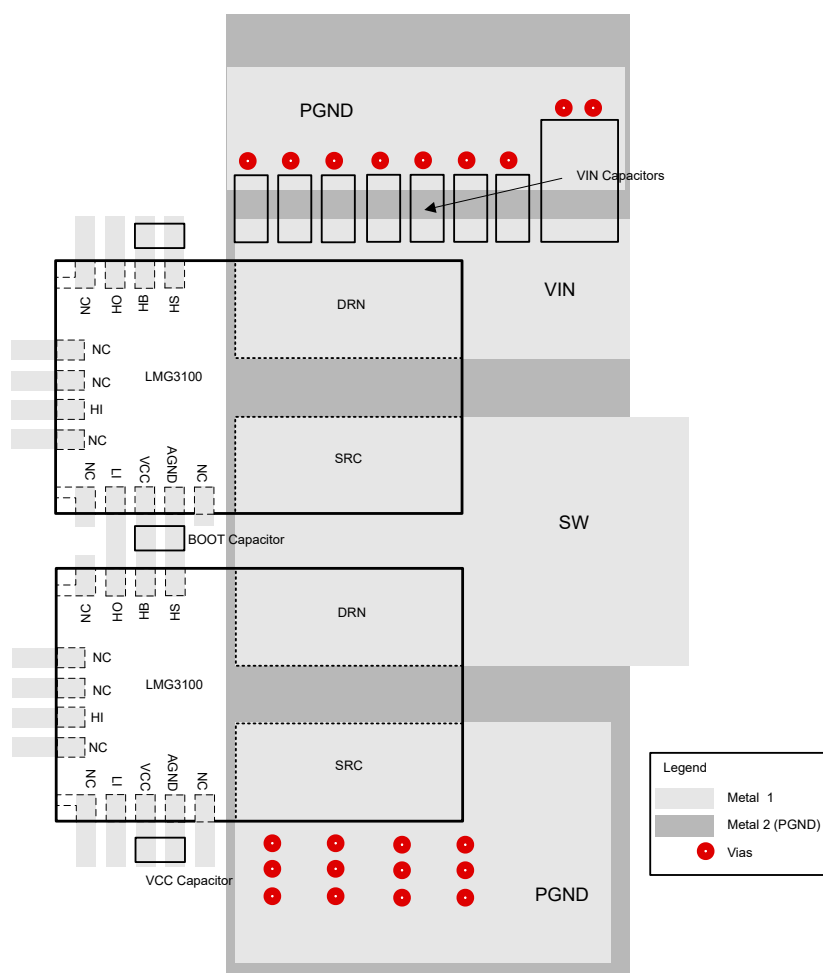 PGND
VIN Capacitors
VIN
NC
HO
HB
HS
DRN
NC
NC
LMG3100
HI
NC
NC
LI
VCC
AGND
NC
SRC
SW
BOOT Capacitor
NC
HO
HB
HS
DRN
NC
NC
LMG3100
HI
NC
NC
LI
VCC
AGND
NC
SRC
VCC Capacitor
PGND
Legend
Metal 1
Metal 2 (PGND)
Vias